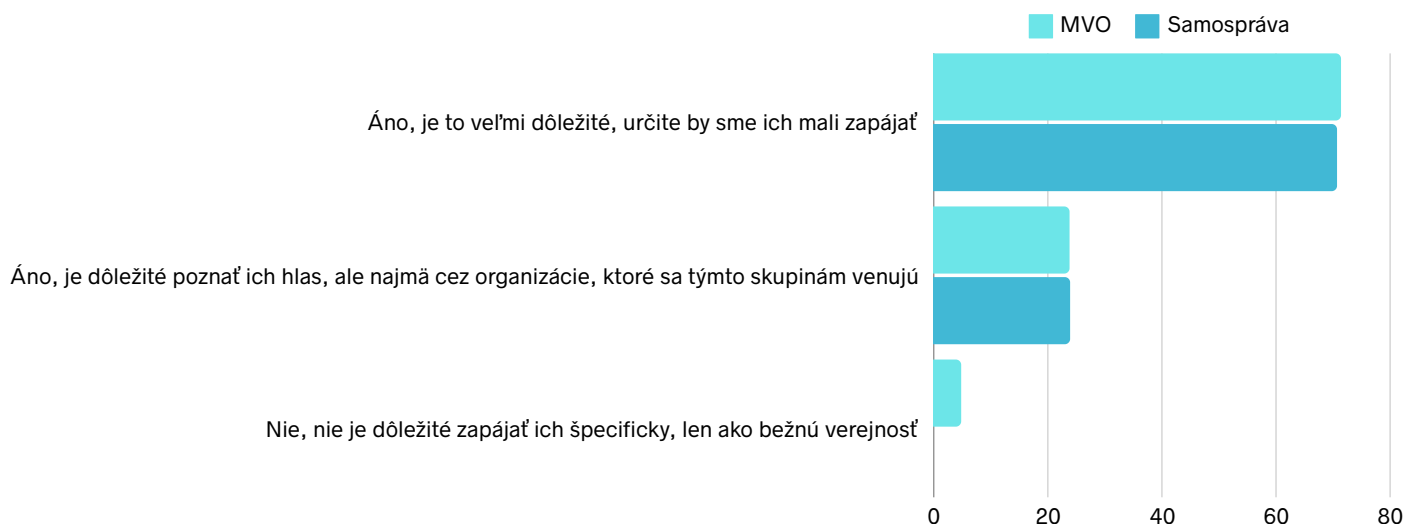 MVO Samospráva
Áno, je to veľmi dôležité, určite by sme ich mali zapájať
Áno, je dôležité poznať ich hlas, ale najmä cez organizácie, ktoré sa týmto skupinám venujú
Nie, nie je dôležité zapájať ich špecificky, len ako bežnú verejnosť
0 20 40 60 80